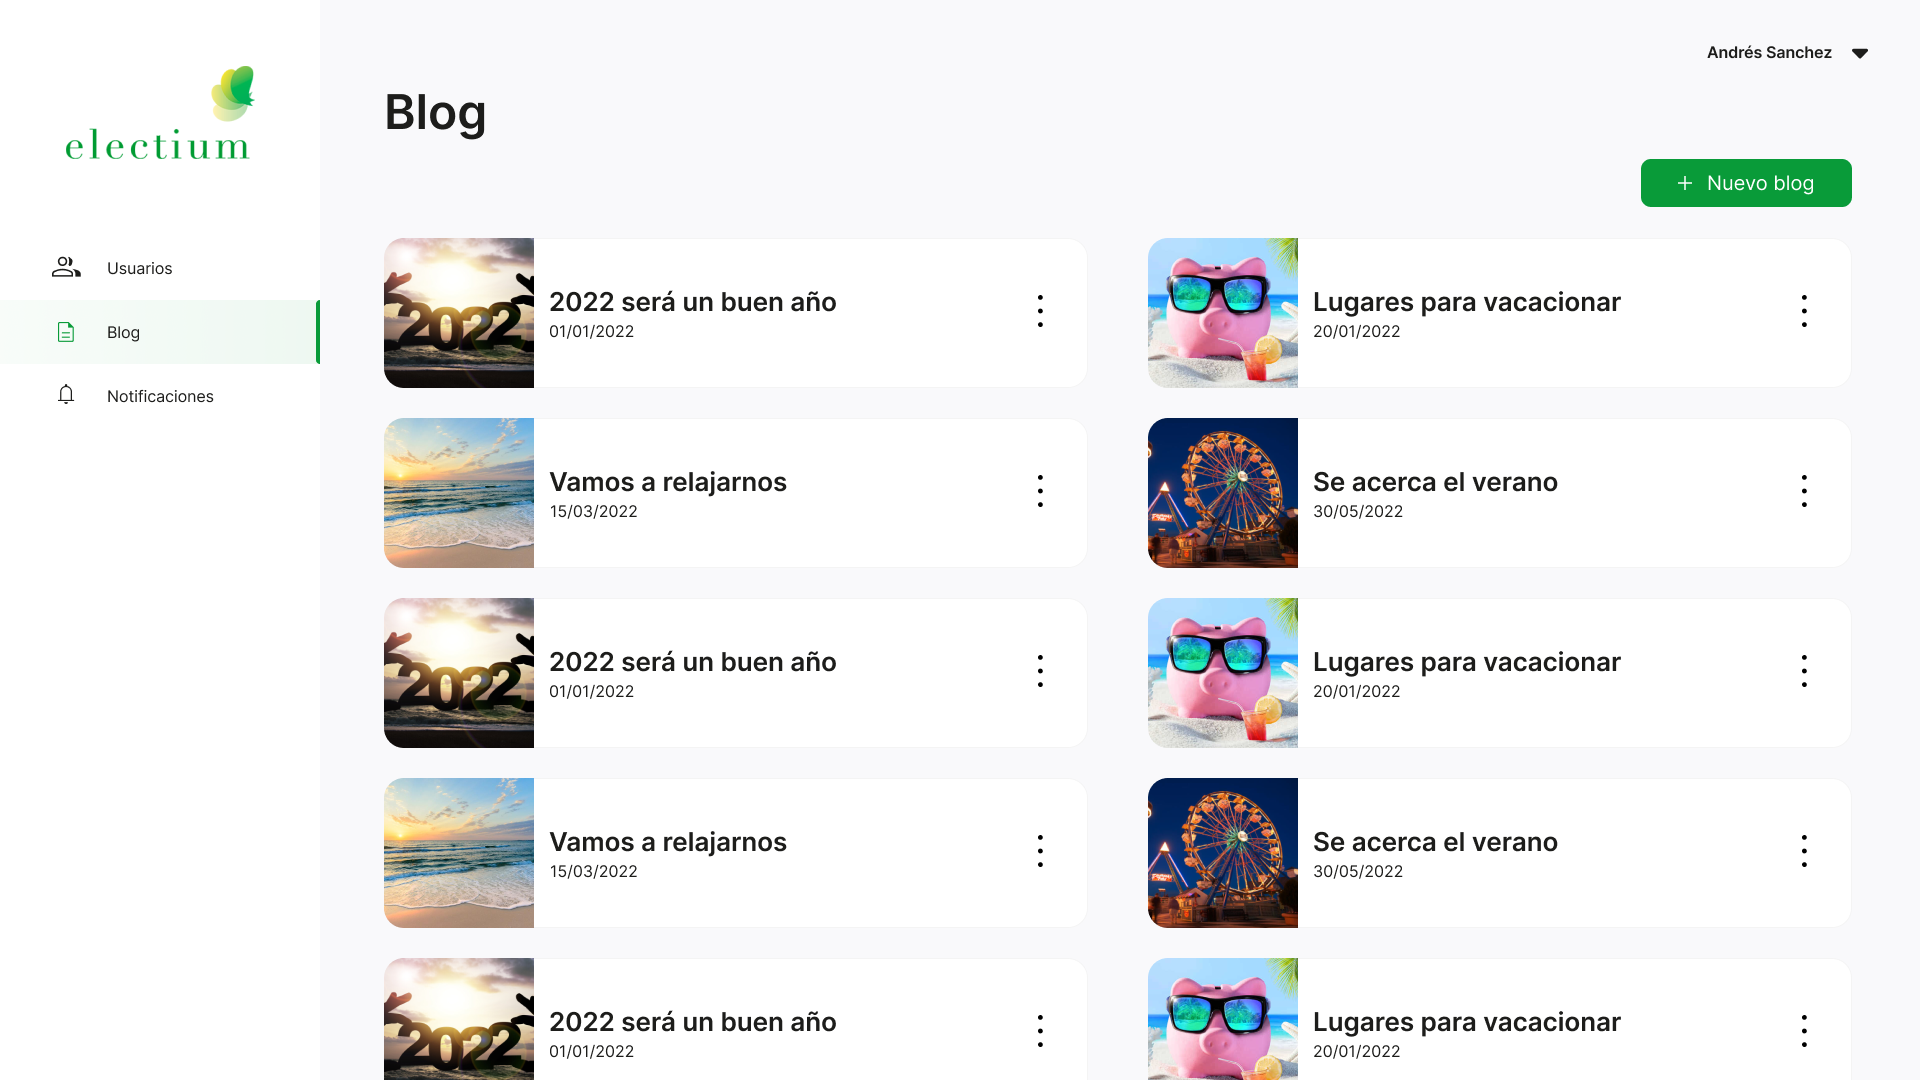 electium
Usuarios
Blog
Notificaciones
Andrés Sanchez
Blog
+ Nuevo blog
2022
2022 será un buen año
01/01/2022
Lugares para vacacionar
20/01/2022
Vamos a relajarnos
15/03/2022
Se acerca el verano
30/05/2022
2022
2022 será un buen año
01/01/2022
Lugares para vacacionar
20/01/2022
Vamos a relajarnos
15/03/2022
Se acerca el verano
30/05/2022
2022
2022 será un buen año
01/01/2022
Lugares para vacacionar
20/01/2022